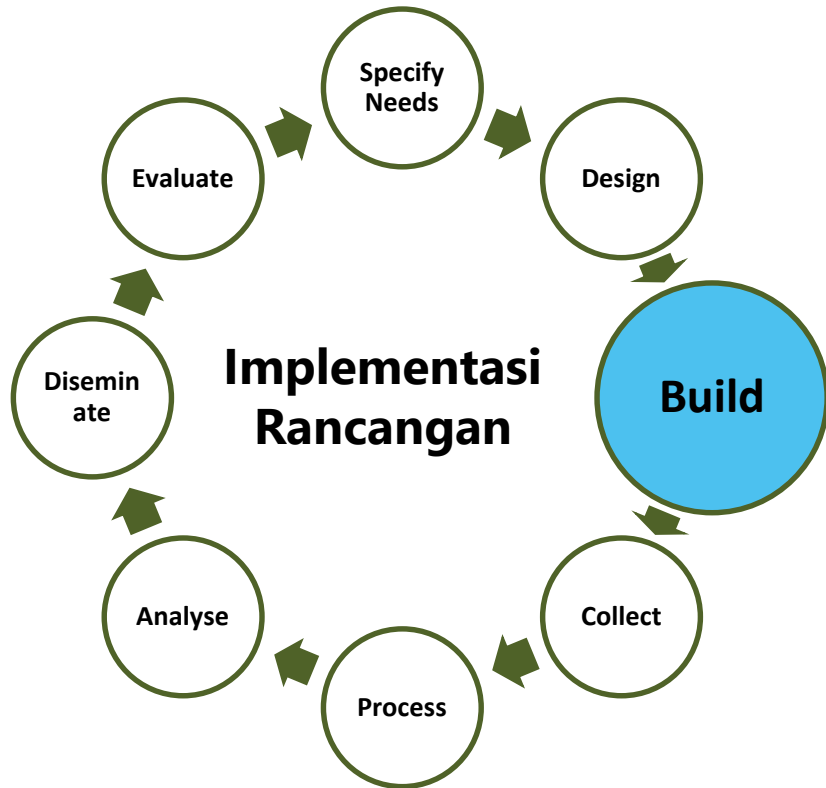 Specify
Needs
Design
Build
Collect
Process
Analyse
Disemin
ate
Evaluate
Implementasi
Rancangan